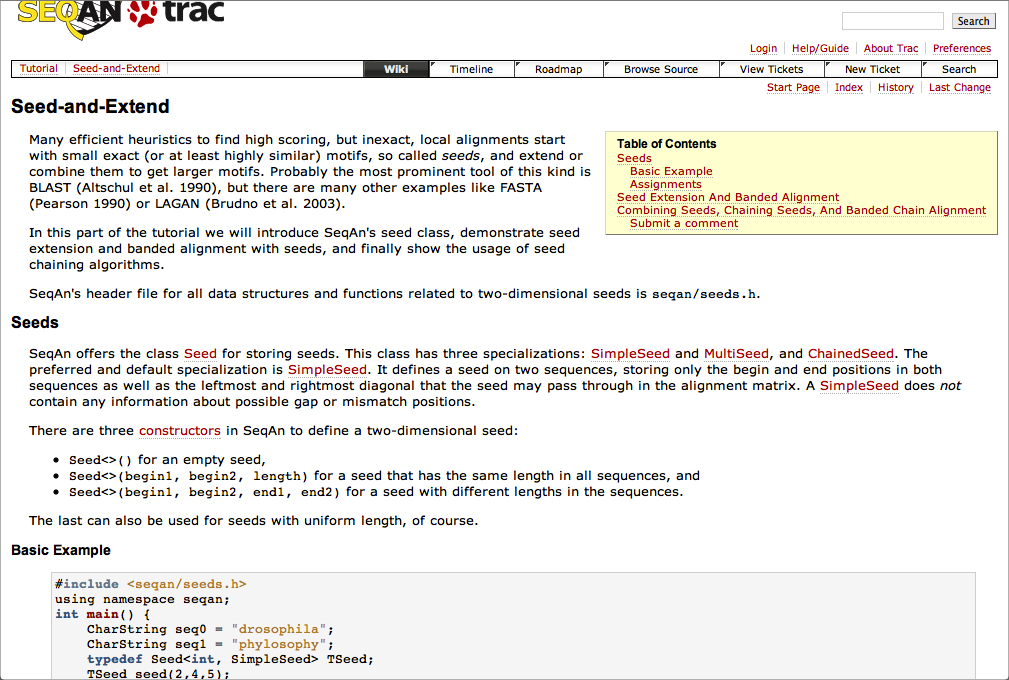 SEQAN trac
Search
Login Help/Guide About Trac Preferences
Tutorial Seed-and-Extend Wiki Timeline Roadmap Browse Source View Tickets New Ticket Search
Start Page Index History Last Change
Seed-and-Extend
Many efficient heuristics to find high scoring, but inexact, local alignments start
with small exact (or at least highly similar) motifs, so called seeds, and extend or
combine them to get larger motifs. Probably the most prominent tool of this kind is
BLAST (Altschul et al. 1990), but there are many other examples like FASTA
(Pearson 1990) or LAGAN (Brudno et al. 2003).
Table of Contents
Seeds
Basic Example
Assignments
Seed Extension And Banded Alignment
Combining Seeds, Chaining Seeds, And Banded Chain Alignment
Submit a comment
In this part of the tutorial we will introduce SeqAn's seed class, demonstrate seed
extension and banded alignment with seeds, and finally show the usage of seed
chaining algorithms.
SeqAn's header file for all data structures and functions related to two-dimensional seeds is seqan/seeds.h.
Seeds
SeqAn offers the class Seed for storing seeds. This class has three specializations: SimpleSeed and MultiSeed, and ChainedSeed. The
preferred and default specialization is SimpleSeed. It defines a seed on two sequences, storing only the begin and end positions in both
sequences as well as the leftmost and rightmost diagonal that the seed may pass through in the alignment matrix. A SimpleSeed does not
contain any information about possible gap or mismatch positions.
There are three constructors in SeqAn to define a two-dimensional seed:
• Seed<>() for an empty seed,
• Seed<>(begin1, begin2, length) for a seed that has the same length in all sequences, and
• Seed<>(begin1, begin2, end1, end2) for a seed with different lengths in the sequences.
The last can also be used for seeds with uniform length, of course.
Basic Example
#include <seqan/seeds.h>
using namespace seqan;
int main() {
CharString seq0 = "drosophila";
CharString seq1 = "phylosophy";
typedef Seed<int, SimpleSeed> TSeed;
TSeed seed(2,4,5);